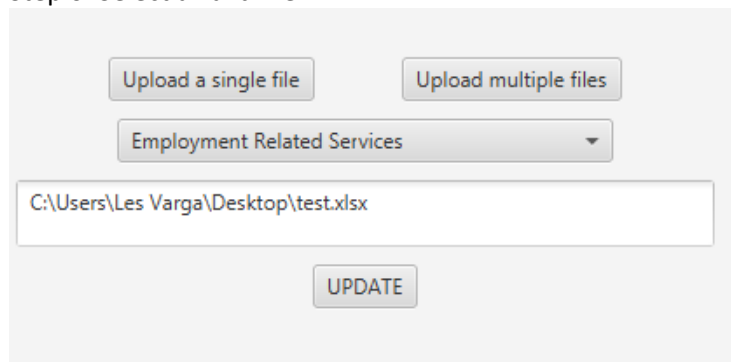 Upload a single file
Upload multiple files
Employment Related Services
C:\Users\Les Varga\Desktop\test.xlsx
UPDATE